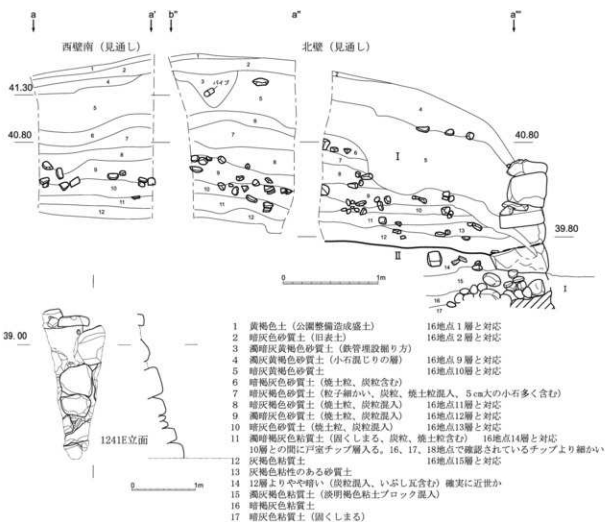 a a' b" a" a"'
西壁南（見通し） 北壁（見通し）
41.30
40.80
40.80
39.80
39.00
パイプ
I
II
I
0 1m
0 1m
1241E立面
1 黄褐色土（公園整備造成盛土） 16地点1層と対応
2 暗灰色砂質土（旧表土） 16地点2層と対応
3 濁暗灰黄褐色砂質土（鉄管埋設掘り方）
4 濁灰黄褐色砂質土（小石混じりの層） 16地点9層と対応
5 暗灰黄褐色砂質土 16地点10層と対応
6 暗褐灰色砂質土（焼土粒、炭粒含む）
7 暗褐灰色砂質土（粒子細かい、炭粒、焼土粒混入、5㎝大の小石多く含む）
8 暗灰褐色砂質土（焼土粒、炭粒混入） 16地点11層と対応
9 濁暗灰色砂質土（焼土粒、炭粒混入） 16地点12層と対応
10 暗灰色砂質土（焼土粒、炭粒混入） 16地点13層と対応
11 濁暗褐灰色粘質土（固くしまる、炭粒、焼土粒含む） 16地点14層と対応
10層との間に戸室チップ層入る。16、17、18地点で確認されているチップより細かい
12 灰褐色粘質土 16地点15層と対応
13 灰褐色粘性のある砂質土
14 12層よりやや暗い（炭粒混入、いぶし瓦含む）確実に近世か
15 濁灰褐色粘質土（淡明褐色粘土ブロック混入）
16 暗褐灰色粘質土
17 暗灰色粘質土（固くしまる）